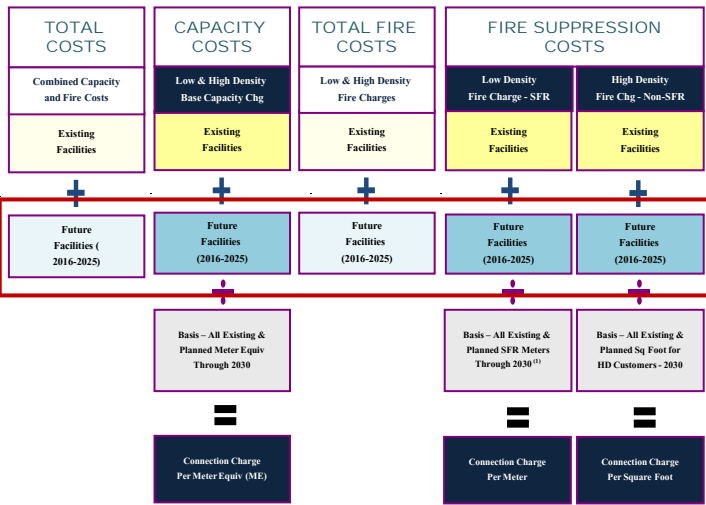 TOTAL
COSTS
CAPACITY
COSTS
TOTAL FIRE
COSTS
FIRE SUPPRESSION
COSTS
Combined Capacity
and Fire Costs
Low & High Density
Base Capacity Chg
Low & High Density
Fire Charges
Low Density
Fire Charge - SFR
High Density
Fire Chg - Non-SFR
Existing
Facilities
Existing
Facilities
Existing
Facilities
Existing
Facilities
Existing
Facilities
Future
Facilities (
2016-2025)
Future
Facilities
(2016-2025)
Future
Facilities
(2016-2025)
Future
Facilities
(2016-2025)
Future
Facilities
(2016-2025)
Basis – All Existing &
Planned Meter Equiv
Through 2030
Basis – All Existing &
Planned SFR Meters
Through 2030 (1)
Basis – All Existing &
Planned Sq Foot for
HD Customers - 2030
Connection Charge
Per Meter Equiv (ME)
Connection Charge
Per Meter
Connection Charge
Per Square Foot